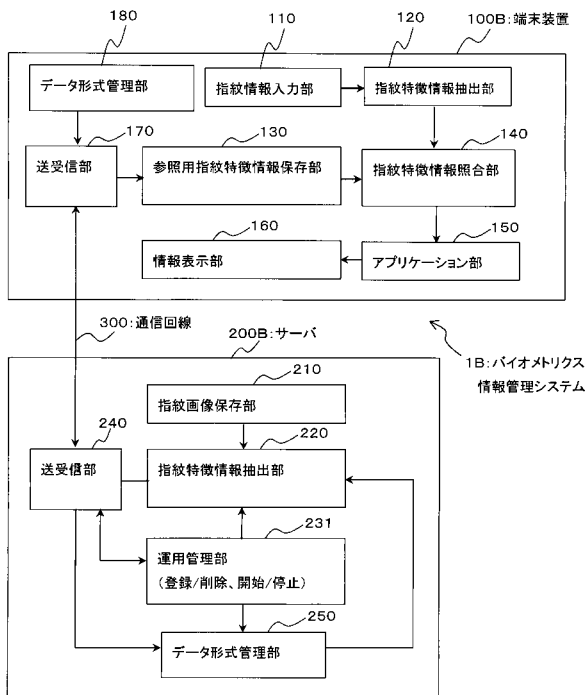 180
110
120
100B:端末装置
データ形式管理部
指紋情報入力部
指紋特徴情報抽出部
170
130
140
送受信部
参照用指紋特徴情報保存部
指紋特徴情報照合部
160
150
情報表示部
アプリケーション部
300:通信回線
200B:サーバ
1B:バイオメトリクス
情報管理システム
210
指紋画像保存部
240
220
送受信部
指紋特徴情報抽出部
231
運用管理部
(登録/削除、開始/停止)
250
データ形式管理部